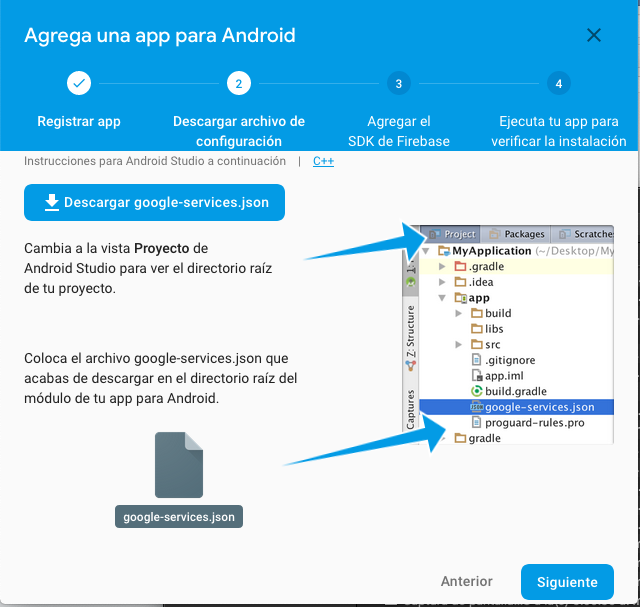 Agrega una app para Android
2
3
4
Registrar app
Descargar archivo de
configuración
Agregar el
SDK de Firebase
Ejecuta tu app para
verificar la instalación
Instrucciones para Android Studio a continuación | C++
Descargar google-services.json
Cambia a la vista Proyecto de
Android Studio para ver el directorio raíz
de tu proyecto.
Coloca el archivo google-services.json que
acabas de descargar en el directorio raíz del
módulo de tu app para Android.
google-services.json
Project Packages Scratche
MyApplication (~/Desktop/My
.gradle
.idea
app
build
libs
src
.gitignore
app.iml
build.gradle
google-services.json
proguard-rules.pro
gradle
Z: Structure
Captures
Anterior
Siguiente